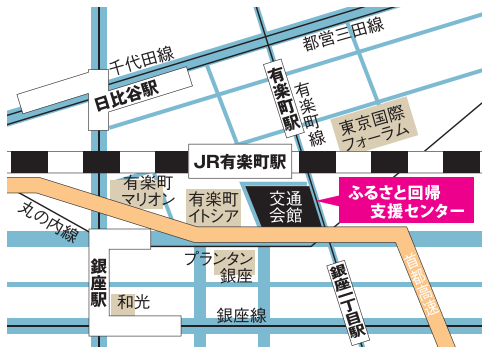 千代田線
都営三田線
日比谷駅
有楽町駅
有楽町線
東京国際
フォーラム
JR有楽町駅
有楽町
マリオン
有楽町
イトシア
交通
会館
ふるさと回帰
支援センター
丸の内線
プランタン
銀座
首都高速
銀座駅
和光
銀座線
銀座一丁目駅